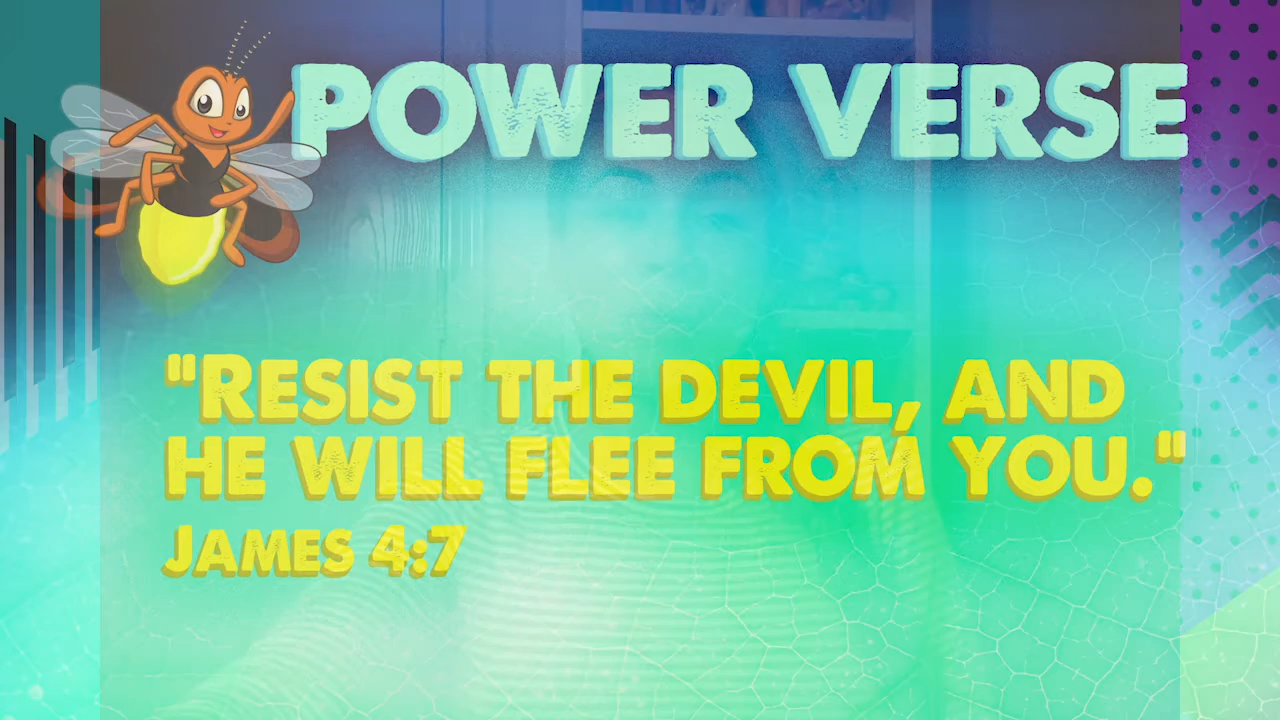 POWER VERSE
"RESIST THE DEVIL, AND
HE WILL FLEE FROM YOU."
JAMES 4:7